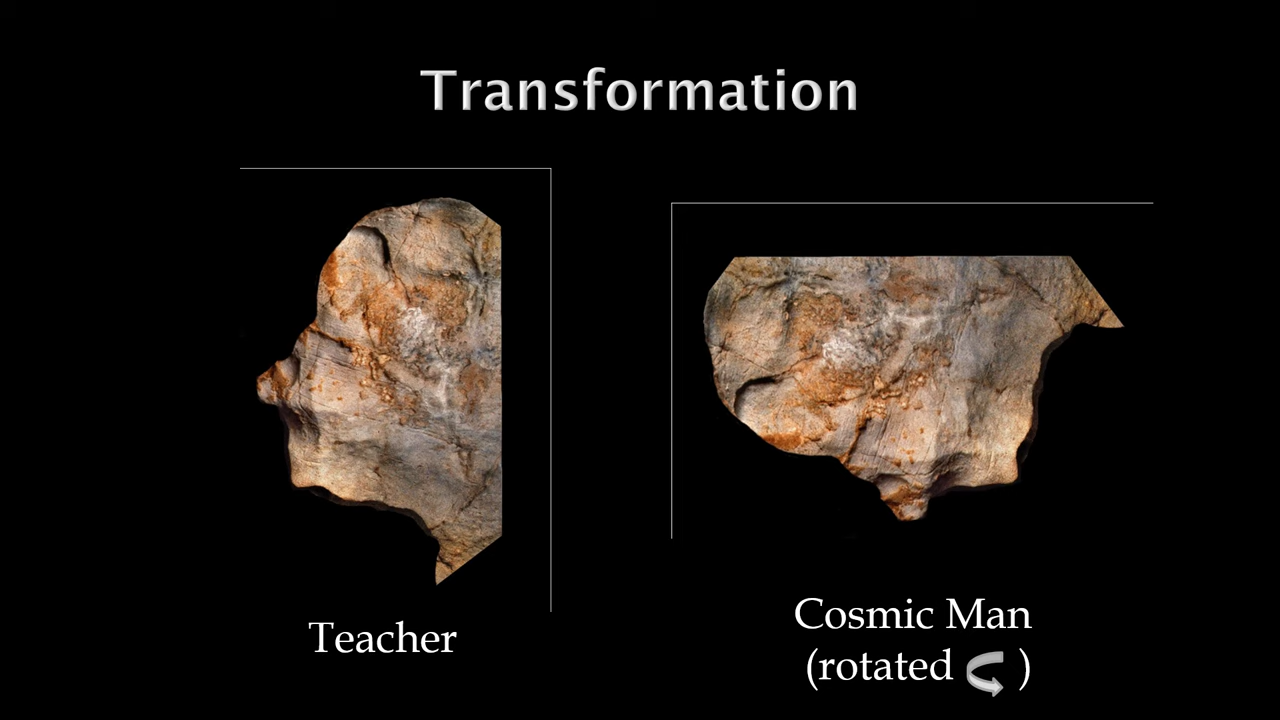 Transformation
Teacher
Cosmic Man
(rotated )